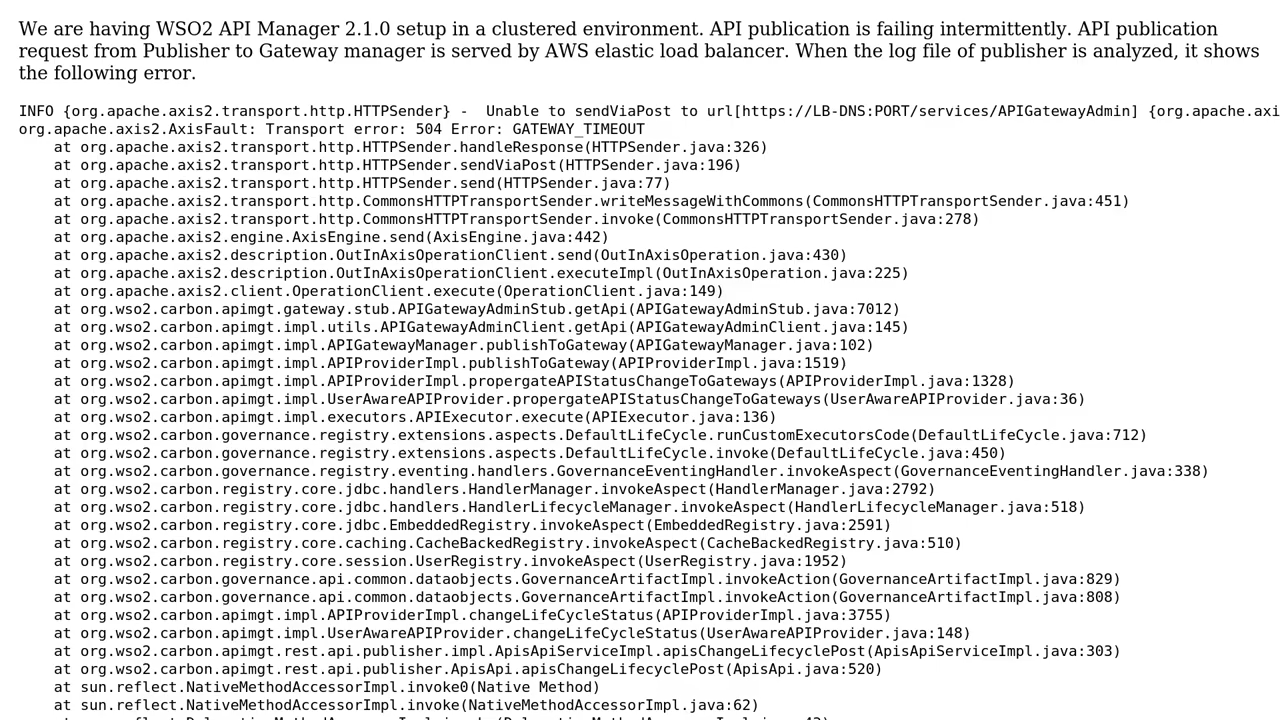 We are having WSO2 API Manager 2.1.0 setup in a clustered environment. API publication is failing intermittently. API publication
request from Publisher to Gateway manager is served by AWS elastic load balancer. When the log file of publisher is analyzed, it shows
the following error.
INFO {org.apache.axis2.transport.http.HTTPSender} -  Unable to sendViaPost to url[https://LB-DNS:PORT/services/APIGatewayAdmin] {org.apache.axi
org.apache.axis2.AxisFault: Transport error: 504 Error: GATEWAY_TIMEOUT
    at org.apache.axis2.transport.http.HTTPSender.handleResponse(HTTPSender.java:326)
    at org.apache.axis2.transport.http.HTTPSender.sendViaPost(HTTPSender.java:196)
    at org.apache.axis2.transport.http.HTTPSender.send(HTTPSender.java:77)
    at org.apache.axis2.transport.http.CommonsHTTPTransportSender.writeMessageWithCommons(CommonsHTTPTransportSender.java:451)
    at org.apache.axis2.transport.http.CommonsHTTPTransportSender.invoke(CommonsHTTPTransportSender.java:278)
    at org.apache.axis2.engine.AxisEngine.send(AxisEngine.java:442)
    at org.apache.axis2.description.OutInAxisOperationClient.send(OutInAxisOperation.java:430)
    at org.apache.axis2.description.OutInAxisOperationClient.executeImpl(OutInAxisOperation.java:225)
    at org.apache.axis2.client.OperationClient.execute(OperationClient.java:149)
    at org.wso2.carbon.apimgt.gateway.stub.APIGatewayAdminStub.getApi(APIGatewayAdminStub.java:7012)
    at org.wso2.carbon.apimgt.impl.utils.APIGatewayAdminClient.getApi(APIGatewayAdminClient.java:145)
    at org.wso2.carbon.apimgt.impl.APIGatewayManager.publishToGateway(APIGatewayManager.java:102)
    at org.wso2.carbon.apimgt.impl.APIProviderImpl.publishToGateway(APIProviderImpl.java:1519)
    at org.wso2.carbon.apimgt.impl.APIProviderImpl.propergateAPIStatusChangeToGateways(APIProviderImpl.java:1328)
    at org.wso2.carbon.apimgt.impl.UserAwareAPIProvider.propergateAPIStatusChangeToGateways(UserAwareAPIProvider.java:36)
    at org.wso2.carbon.apimgt.impl.executors.APIExecutor.execute(APIExecutor.java:136)
    at org.wso2.carbon.governance.registry.extensions.aspects.DefaultLifeCycle.runCustomExecutorsCode(DefaultLifeCycle.java:712)
    at org.wso2.carbon.governance.registry.extensions.aspects.DefaultLifeCycle.invoke(DefaultLifeCycle.java:450)
    at org.wso2.carbon.governance.registry.eventing.handlers.GovernanceEventingHandler.invokeAspect(GovernanceEventingHandler.java:338)
    at org.wso2.carbon.registry.core.jdbc.handlers.HandlerManager.invokeAspect(HandlerManager.java:2792)
    at org.wso2.carbon.registry.core.jdbc.handlers.HandlerLifecycleManager.invokeAspect(HandlerLifecycleManager.java:518)
    at org.wso2.carbon.registry.core.jdbc.EmbeddedRegistry.invokeAspect(EmbeddedRegistry.java:2591)
    at org.wso2.carbon.registry.core.caching.CacheBackedRegistry.invokeAspect(CacheBackedRegistry.java:510)
    at org.wso2.carbon.registry.core.session.UserRegistry.invokeAspect(UserRegistry.java:1952)
    at org.wso2.carbon.governance.api.common.dataobjects.GovernanceArtifactImpl.invokeAction(GovernanceArtifactImpl.java:829)
    at org.wso2.carbon.governance.api.common.dataobjects.GovernanceArtifactImpl.invokeAction(GovernanceArtifactImpl.java:808)
    at org.wso2.carbon.apimgt.impl.APIProviderImpl.changeLifeCycleStatus(APIProviderImpl.java:3755)
    at org.wso2.carbon.apimgt.impl.UserAwareAPIProvider.changeLifeCycleStatus(UserAwareAPIProvider.java:148)
    at org.wso2.carbon.apimgt.rest.api.publisher.impl.ApisApiServiceImpl.apisChangeLifecyclePost(ApisApiServiceImpl.java:303)
    at org.wso2.carbon.apimgt.rest.api.publisher.ApisApi.apisChangeLifecyclePost(ApisApi.java:520)
    at sun.reflect.NativeMethodAccessorImpl.invoke0(Native Method)
    at sun.reflect.NativeMethodAccessorImpl.invoke(NativeMethodAccessorImpl.java:62)